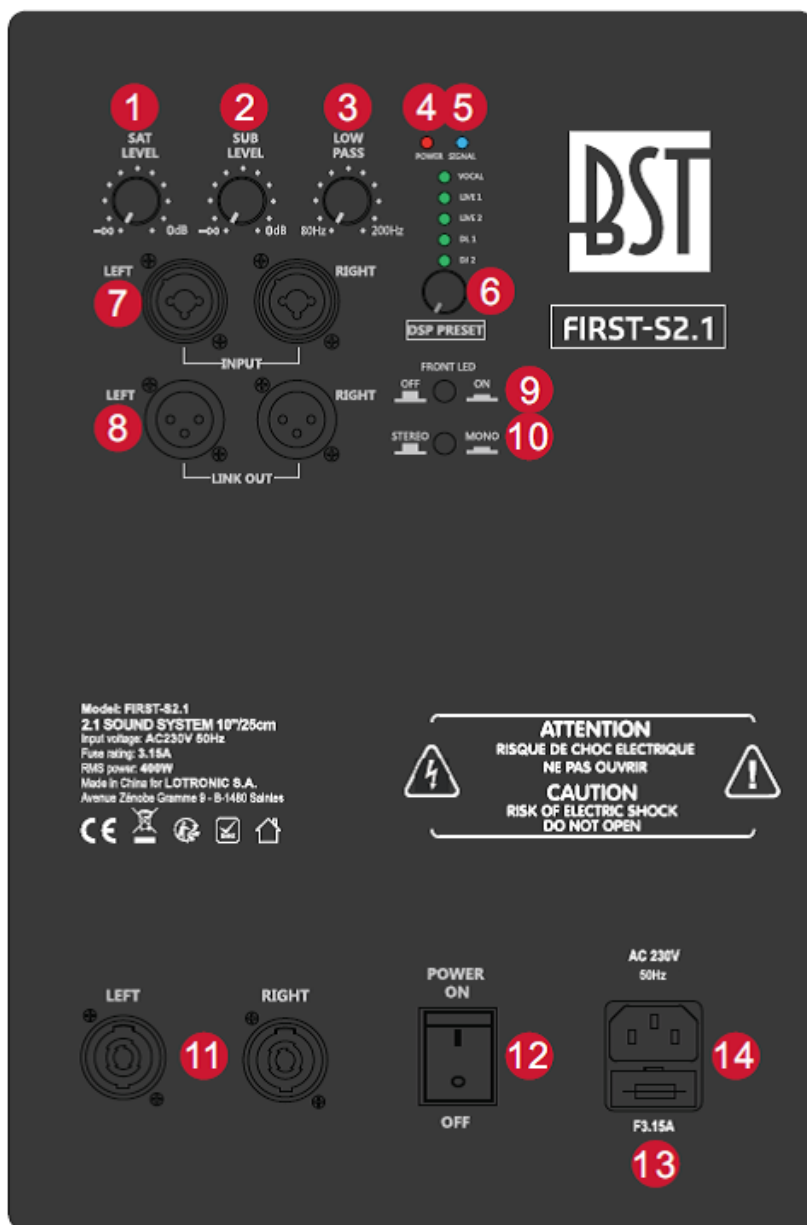 1
2
3
4
5
SAT
LEVEL
SUB
LEVEL
LOW
PASS
POWER
SIGNAL
VOCAL
LIVE 1
LIVE 2
DJ 1
DJ 2
-∞
0dB
-∞
0dB
80Hz
200Hz
6
DSP PRESET
BST
FIRST-S2.1
LEFT
7
RIGHT
INPUT
FRONT LED
OFF
ON
9
LEFT
8
RIGHT
LINK OUT
STEREO
MONO
10
Model: FIRST-S2.1
2.1 SOUND SYSTEM 10"/25cm
Input voltage: AC230V 50Hz
Fuse rating: 3.15A
RMS power: 400W
Made in China for LOTRONIC S.A.
Avenue Zénobe Gramme 9 - B-1480 Saintes
CE
ATTENTION
RISQUE DE CHOC ELECTRIQUE
NE PAS OUVRIR
CAUTION
RISK OF ELECTRIC SHOCK
DO NOT OPEN
LEFT
11
RIGHT
POWER
ON
12
OFF
AC 230V
50Hz
14
F3.15A
13